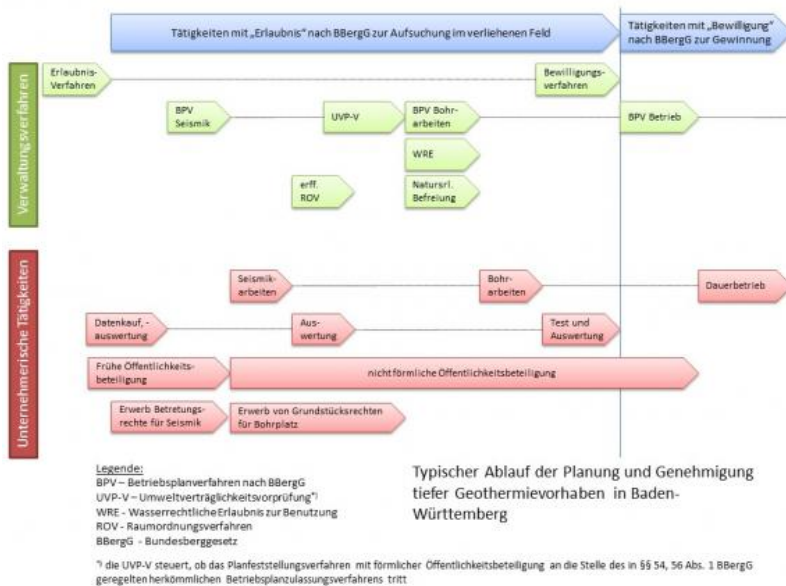 Tätigkeiten mit „Erlaubnis" nach BBergG zur Aufsuchung im verliehenen Feld
Tätigkeiten mit „Bewilligung"
nach BBergG zur Gewinnung
Verwaltungsverfahren
Erlaubnis-
Verfahren
Bewilligungs-
verfahren
BPV
Seismik
UVP-V
BPV Bohr-
arbeiten
BPV Betrieb
WRE
erff.
ROV
Natursrl.
Befreiung
Unternehmerische Tätigkeiten
Seismik-
arbeiten
Bohr-
arbeiten
Dauerbetrieb
Datenkauf, -
auswertung
Aus-
wertung
Test und
Auswertung
Frühe Öffentlichkeits-
beteiligung
nicht förmliche Öffentlichkeitsbeteiligung
Erwerb Betretungs-
rechte für Seismik
Erwerb von Grundstücksrechten
für Bohrplatz
Legende:
BPV – Betriebsplanverfahren nach BBergG
UVP-V – Umweltverträglichkeitsvorprüfung*)
WRE - Wasserrechtliche Erlaubnis zur Benutzung
ROV - Raumordnungsverfahren
BBergG - Bundesberggesetz
Typischer Ablauf der Planung und Genehmigung
tiefer Geothermievorhaben in Baden-
Württemberg
*) die UVP-V steuert, ob das Planfeststellungsverfahren mit förmlicher Öffentlichkeitsbeteiligung an die Stelle des in §§ 54, 56 Abs. 1 BBergG
geregelten herkömmlichen Betriebsplanzulassungsverfahrens tritt